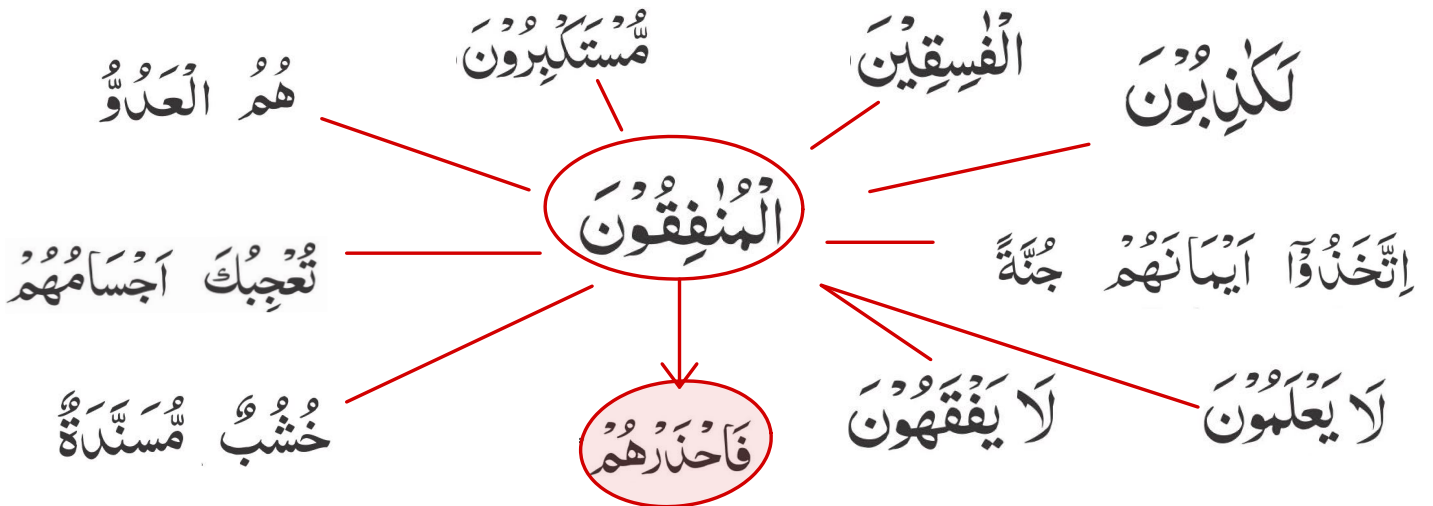 لَكٰذِبُوْنَ
الْفٰسِقِيْنَ
مُّسْتَكْبِرُوْنَ
هُمُ الْعَدُوُّ
الْمُنٰفِقُوْنَ
اِتَّخَذُوْٓا اَيْمَانَهُمْ جُنَّةً
تُعْجِبُكَ اَجْسَامُهُمْ
لَا يَعْلَمُوْنَ
لَا يَفْقَهُوْنَ
فَاحْذَرْهُمْ
خُشُبٌ مُّسَنَّدَةٌ